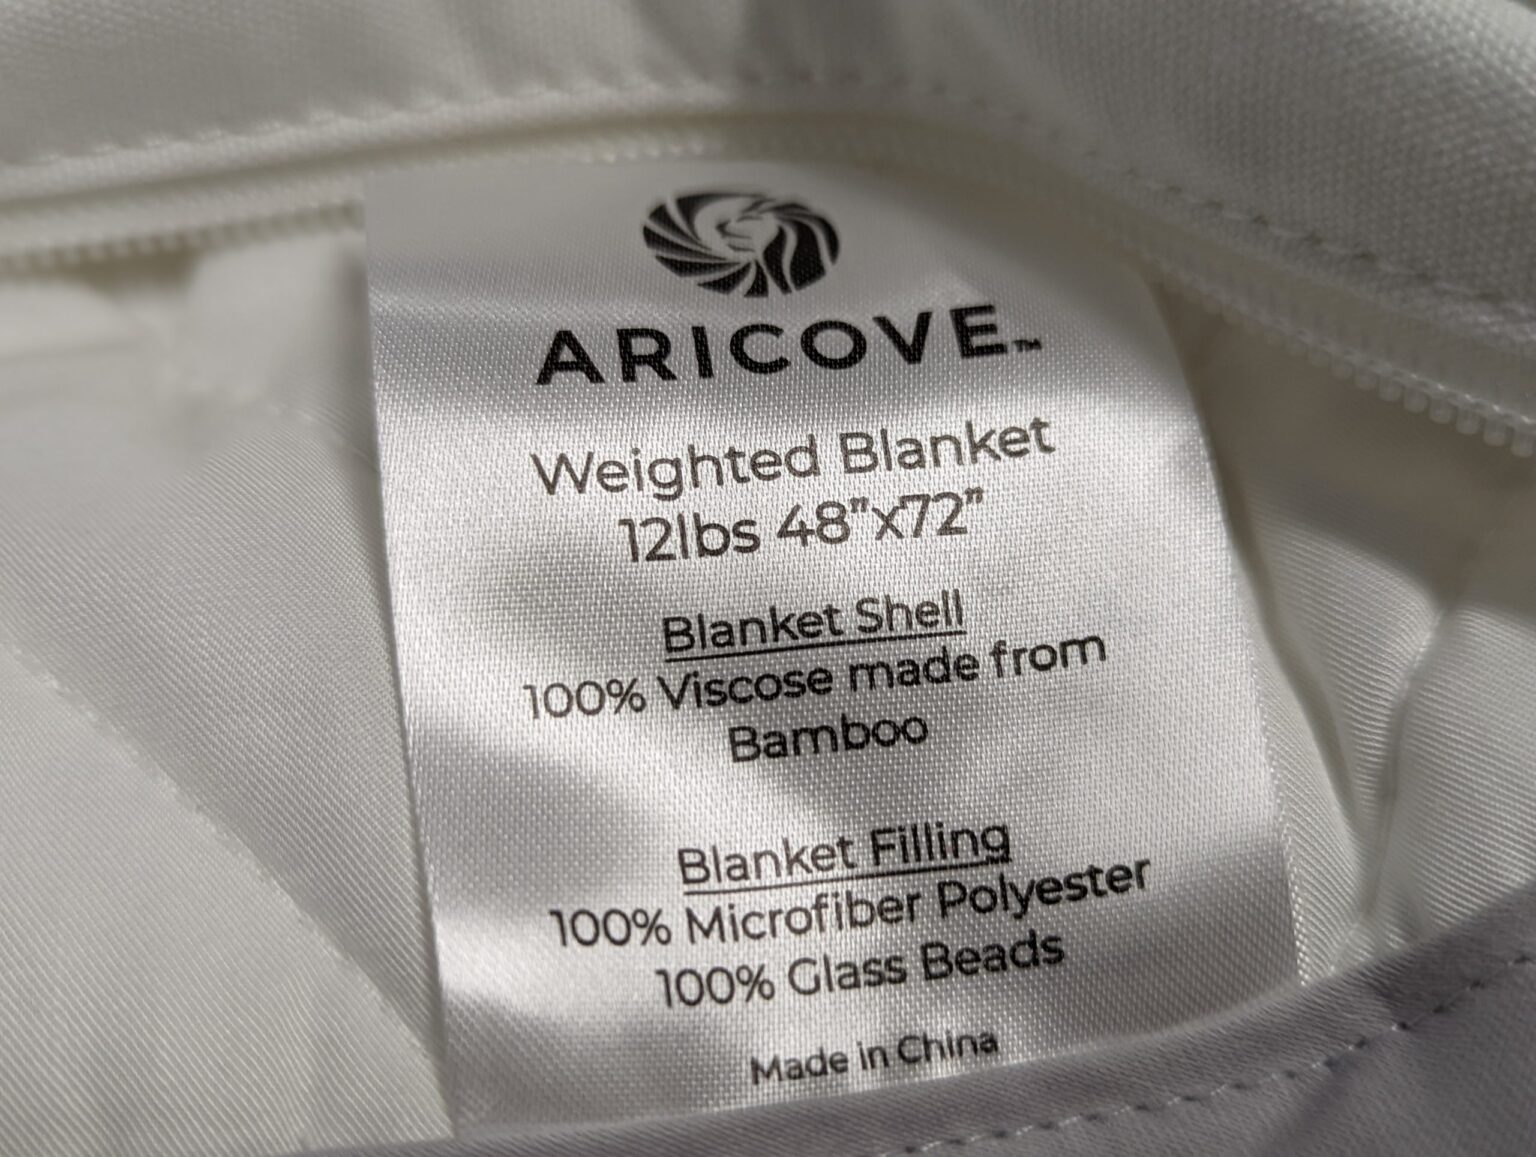 ARICOVE™
Weighted Blanket
12lbs 48”x72”
Blanket Shell
100% Viscose made from
Bamboo
Blanket Filling
100% Microfiber Polyester
100% Glass Beads
Made in China